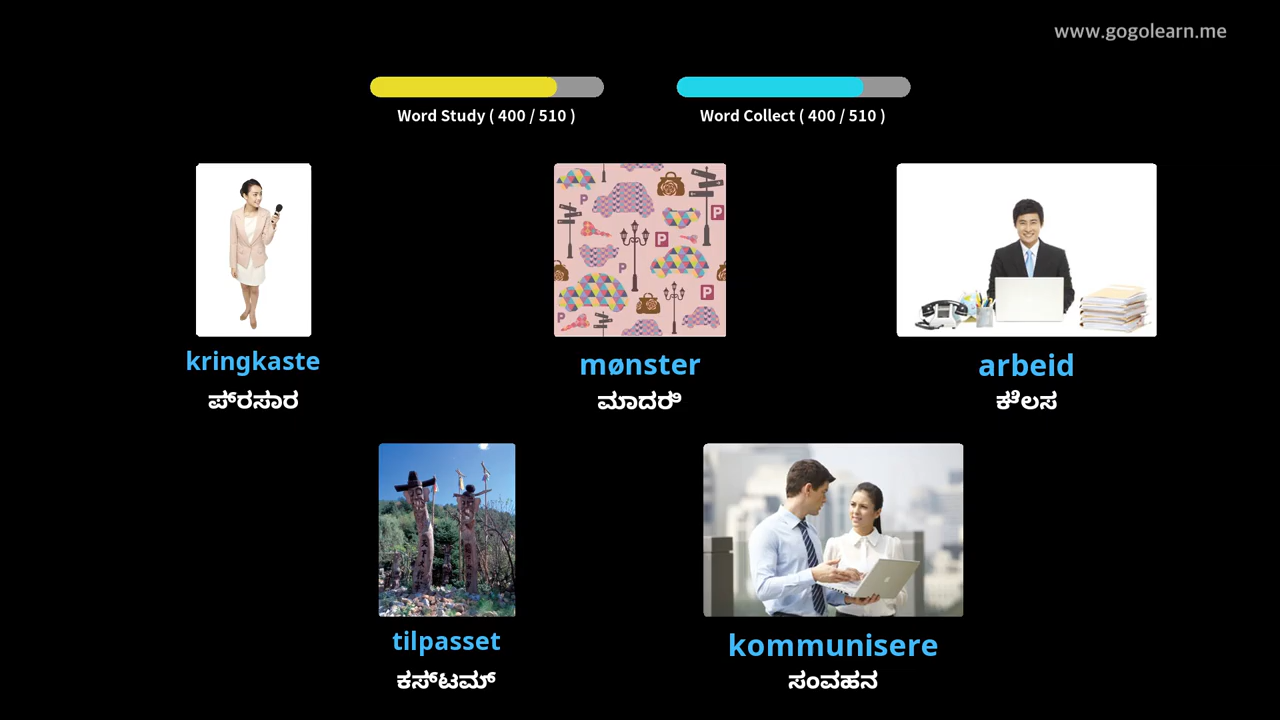 www.gogolearn.me
Word Study ( 400 / 510 )
Word Collect ( 400 / 510 )
kringkaste
ಪ್ರಸಾರ
mønster
ಮಾದರಿ
arbeid
ಕೆಲಸ
tilpasset
ಕಸ್ಟಮ್
kommunisere
ಸಂವಹನ